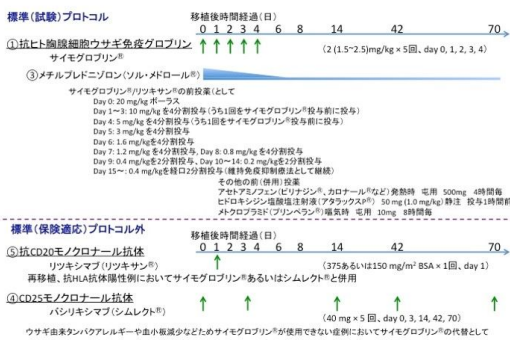 標準（試験）プロトコル
移植後時間経過（日）
0 1 2 3 4 6 8 14 42 70
①抗ヒト胸腺細胞ウサギ免疫グロブリン
サイモグロブリン®
（2 (1.5~2.5)mg/kg × 5回、day 0, 1, 2, 3, 4）
③メチルプレドニゾロン（ソル・メドロール®）
サイモグロブリン®/リツキサン®の前投薬として
Day 0: 20 mg/kg ボーラス
Day 1～3: 10 mg/kg を4分割投与（うち1回をサイモグロブリン®投与前に投与）
Day 4: 5 mg/kg を4分割投与（うち1回をサイモグロブリン®投与前に投与）
Day 5: 3 mg/kg を4分割投与
Day 6: 1.6mg/kgを4分割投与
Day 7: 1.2 mg/kg を4分割投与, Day 8: 0.8 mg/kg を4分割投与
Day 9: 0.4 mg/kgを2分割投与、Day 10～14: 0.2 mg/kgを2分割投与
Day 15～: 0.4 mg/kgを経口2分割投与（維持免疫抑制療法として継続）
その他の前（併用）投薬
アセトアミノフェン（ピリナジン®、カロナール®など）発熱時 屯用 500mg 4時間毎
ヒドロキシジン塩酸塩注射液（アタラックスP®） 50 mg (1.0 mg/kg）静注 投与1時間前
メトクロプラミド（プリンペラン®）嘔気時 屯用 10mg 8時間毎
標準（保険適応）プロトコル外
移植後時間経過（日）
0 1 2 3 4 6 8 14 42 70
⑤抗CD20モノクロナール抗体
リツキシマブ（リツキサン®）
（375あるいは150 mg/m² BSA × 1回、day 1）
再移植、抗HLA抗体陽性例においてサイモグロブリン®あるいはシムレクト®と併用
④CD25モノクロナール抗体
バシリキシマブ（シムレクト®）
（40 mg × 5 回、day 0, 3, 14, 42, 70）
ウサギ由来タンパクアレルギーや血小板減少などためサイモグロブリン®が使用できない症例においてサイモグロブリン®の代替として